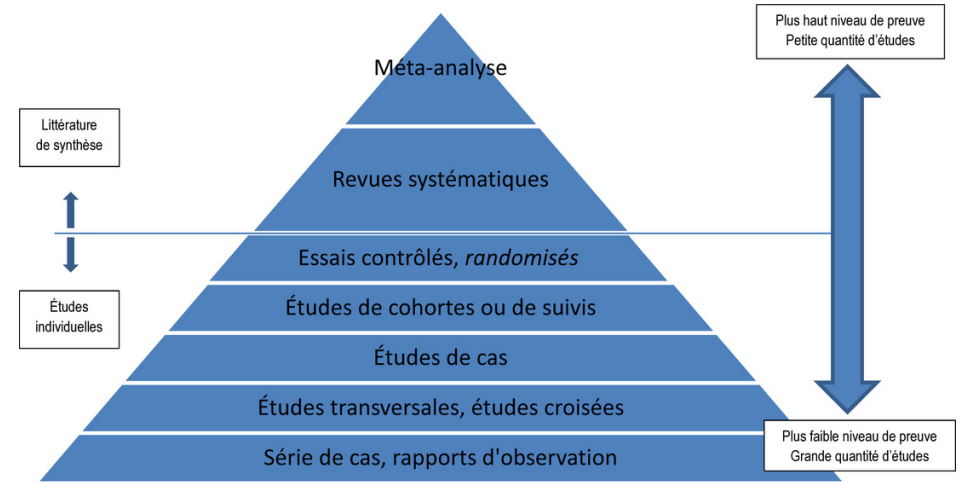 Plus haut niveau de preuve
Petite quantité d'études
Méta-analyse
Littérature
de synthèse
Revues systématiques
Essais contrôlés, randomisés
Études
individuelles
Études de cohortes ou de suivis
Études de cas
Études transversales, études croisées
Plus faible niveau de preuve
Grande quantité d'études
Série de cas, rapports d'observation